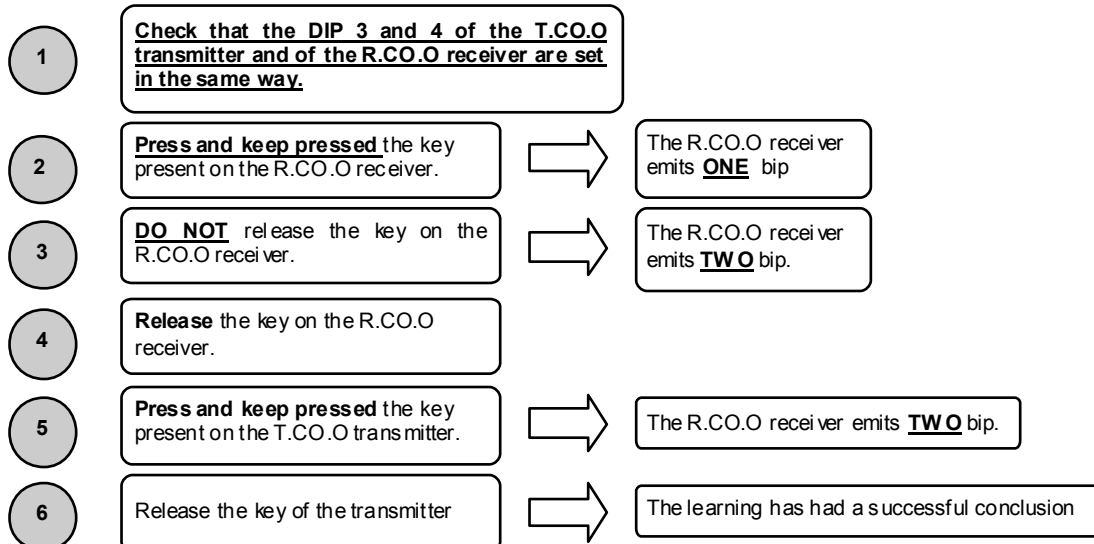 1
Check that the DIP 3 and 4 of the T.CO.O
transmitter and of the R.CO.O receiver are set
in the same way.
2
Press and keep pressed the key
present on the R.CO.O receiver.
The R.CO.O receiver
emits ONE bip
3
DO NOT release the key on the
R.CO.O receiver.
The R.CO.O receiver
emits TWO bip.
4
Release the key on the R.CO.O
receiver.
5
Press and keep pressed the key
present on the T.CO.O transmitter.
The R.CO.O receiver emits TWO bip.
6
Release the key of the transmitter
The learning has had a successful conclusion